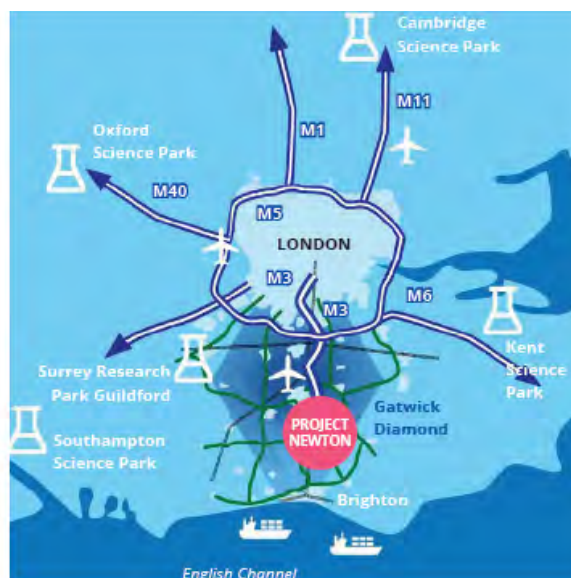 Cambridge
Science Park
M11
M1
Oxford
Science Park
M40
M5
LONDON
M3
M3
M6
Kent
Science
Park
Surrey Research
Park Guildford
Gatwick
Diamond
PROJECT
NEWTON
Southampton
Science Park
Brighton
English Channel